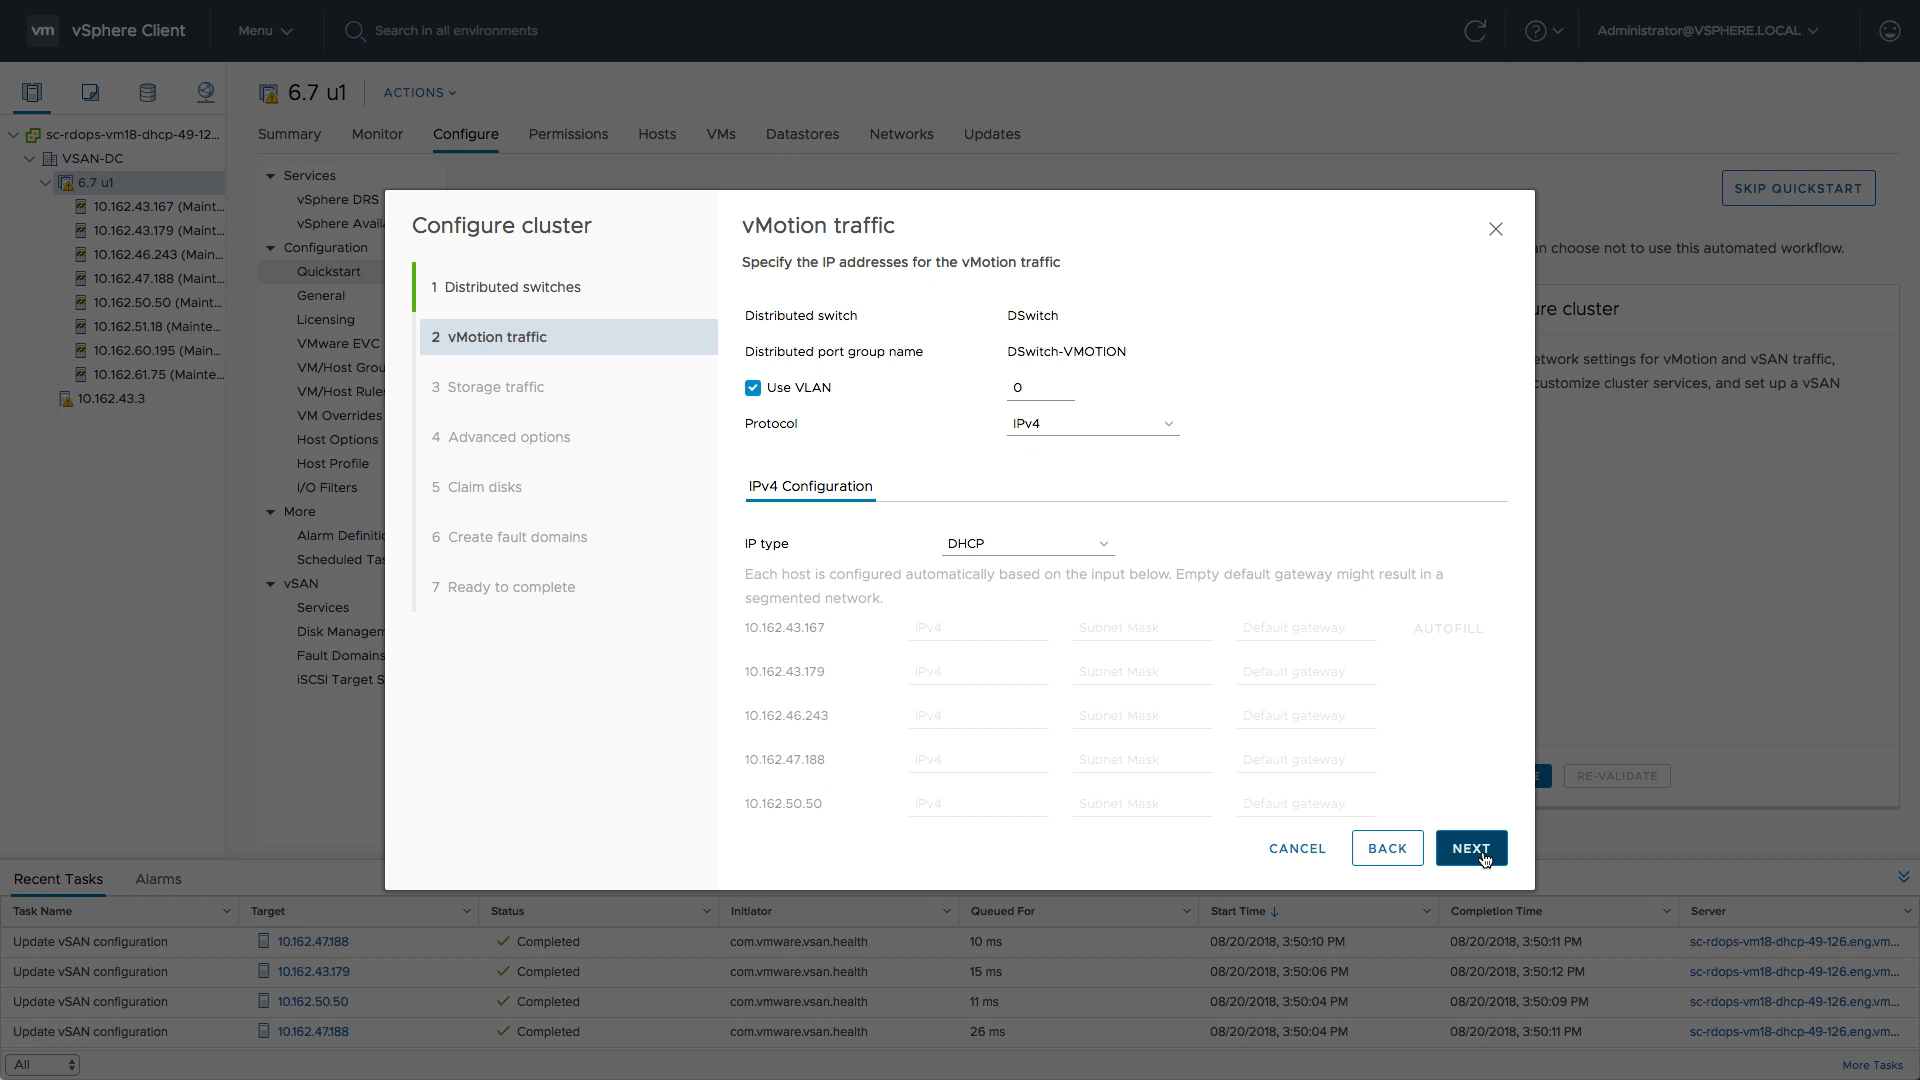 vm vSphere Client Menu Search in all environments Administrator@VSPHERE.LOCAL
6.7 u1 ACTIONS
Summary Monitor Configure Permissions Hosts VMs Datastores Networks Updates
sc-rdops-vm18-dhcp-49-12...
VSAN-DC
6.7 u1
10.162.43.167 (Maint...
10.162.43.179 (Maint...
10.162.46.243 (Main...
10.162.47.188 (Maint...
10.162.50.50 (Maint...
10.162.51.18 (Mainte...
10.162.60.195 (Main...
10.162.61.75 (Mainte...
10.162.43.3
Services
vSphere DRS
vSphere Avail
Configuration
Quickstart
General
Licensing
VMware EVC
VM/Host Grou
VM/Host Rules
VM Overrides
Host Options
Host Profile
I/O Filters
More
Alarm Definitio
Scheduled Tas
vSAN
Services
Disk Managem
Fault Domains
iSCSI Target S
SKIP QUICKSTART
n choose not to use this automated workflow.
ure cluster
etwork settings for vMotion and vSAN traffic,
customize cluster services, and set up a vSAN
E RE-VALIDATE
Configure cluster
1 Distributed switches
2 vMotion traffic
3 Storage traffic
4 Advanced options
5 Claim disks
6 Create fault domains
7 Ready to complete
vMotion traffic
Specify the IP addresses for the vMotion traffic
Distributed switch DSwitch
Distributed port group name DSwitch-VMOTION
Use VLAN 0
Protocol IPv4
IPv4 Configuration
IP type DHCP
Each host is configured automatically based on the input below. Empty default gateway might result in a
segmented network.
10.162.43.167 IPv4 Subnet Mask Default gateway AUTOFILL
10.162.43.179 IPv4 Subnet Mask Default gateway
10.162.46.243 IPv4 Subnet Mask Default gateway
10.162.47.188 IPv4 Subnet Mask Default gateway
10.162.50.50 IPv4 Subnet Mask Default gateway
CANCEL BACK NEXT
Recent Tasks Alarms
Task Name Target Status Initiator Queued For Start Time Completion Time Server
Update vSAN configuration 10.162.47.188 Completed com.vmware.vsan.health 10 ms 08/20/2018, 3:50:10 PM 08/20/2018, 3:50:11 PM sc-rdops-vm18-dhcp-49-126.eng.vm...
Update vSAN configuration 10.162.43.179 Completed com.vmware.vsan.health 15 ms 08/20/2018, 3:50:06 PM 08/20/2018, 3:50:12 PM sc-rdops-vm18-dhcp-49-126.eng.vm...
Update vSAN configuration 10.162.50.50 Completed com.vmware.vsan.health 11 ms 08/20/2018, 3:50:04 PM 08/20/2018, 3:50:09 PM sc-rdops-vm18-dhcp-49-126.eng.vm...
Update vSAN configuration 10.162.47.188 Completed com.vmware.vsan.health 26 ms 08/20/2018, 3:50:04 PM 08/20/2018, 3:50:11 PM sc-rdops-vm18-dhcp-49-126.eng.vm...
All More Tasks